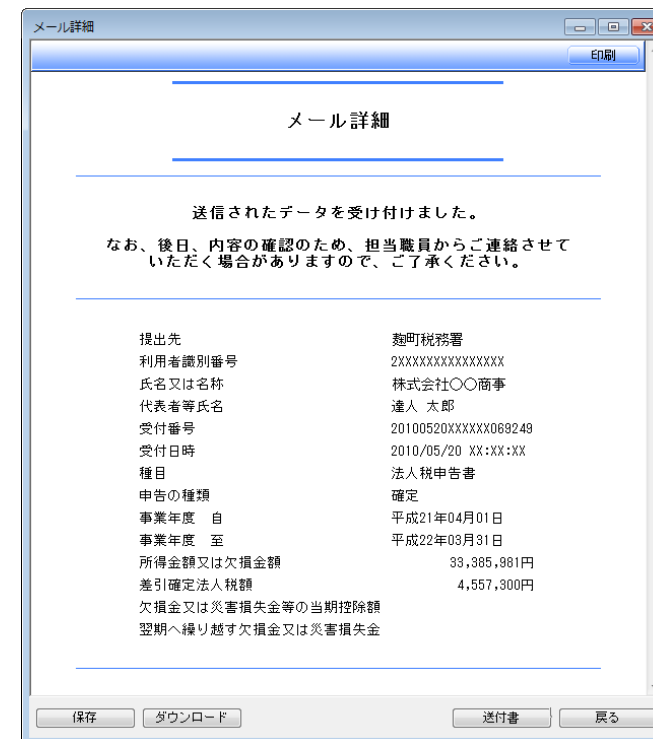 メール詳細
印刷
メール詳細
送信されたデータを受け付けました。
なお、後日、内容の確認のため、担当職員からご連絡させて
いただく場合がありますので、ご了承ください。
提出先 麹町税務署
利用者識別番号 2XXXXXXXXXXXXXXX
氏名又は名称 株式会社〇〇商事
代表者等氏名 達人 太郎
受付番号 20100520XXXXXX069249
受付日時 2010/05/20 XX:XX:XX
種目 法人税申告書
申告の種類 確定
事業年度 自 平成21年04月01日
事業年度 至 平成22年03月31日
所得金額又は欠損金額 33,385,981円
差引確定法人税額 4,557,300円
欠損金又は災害損失金等の当期控除額
翌期へ繰り越す欠損金又は災害損失金
保存 ダウンロード 送付書 戻る